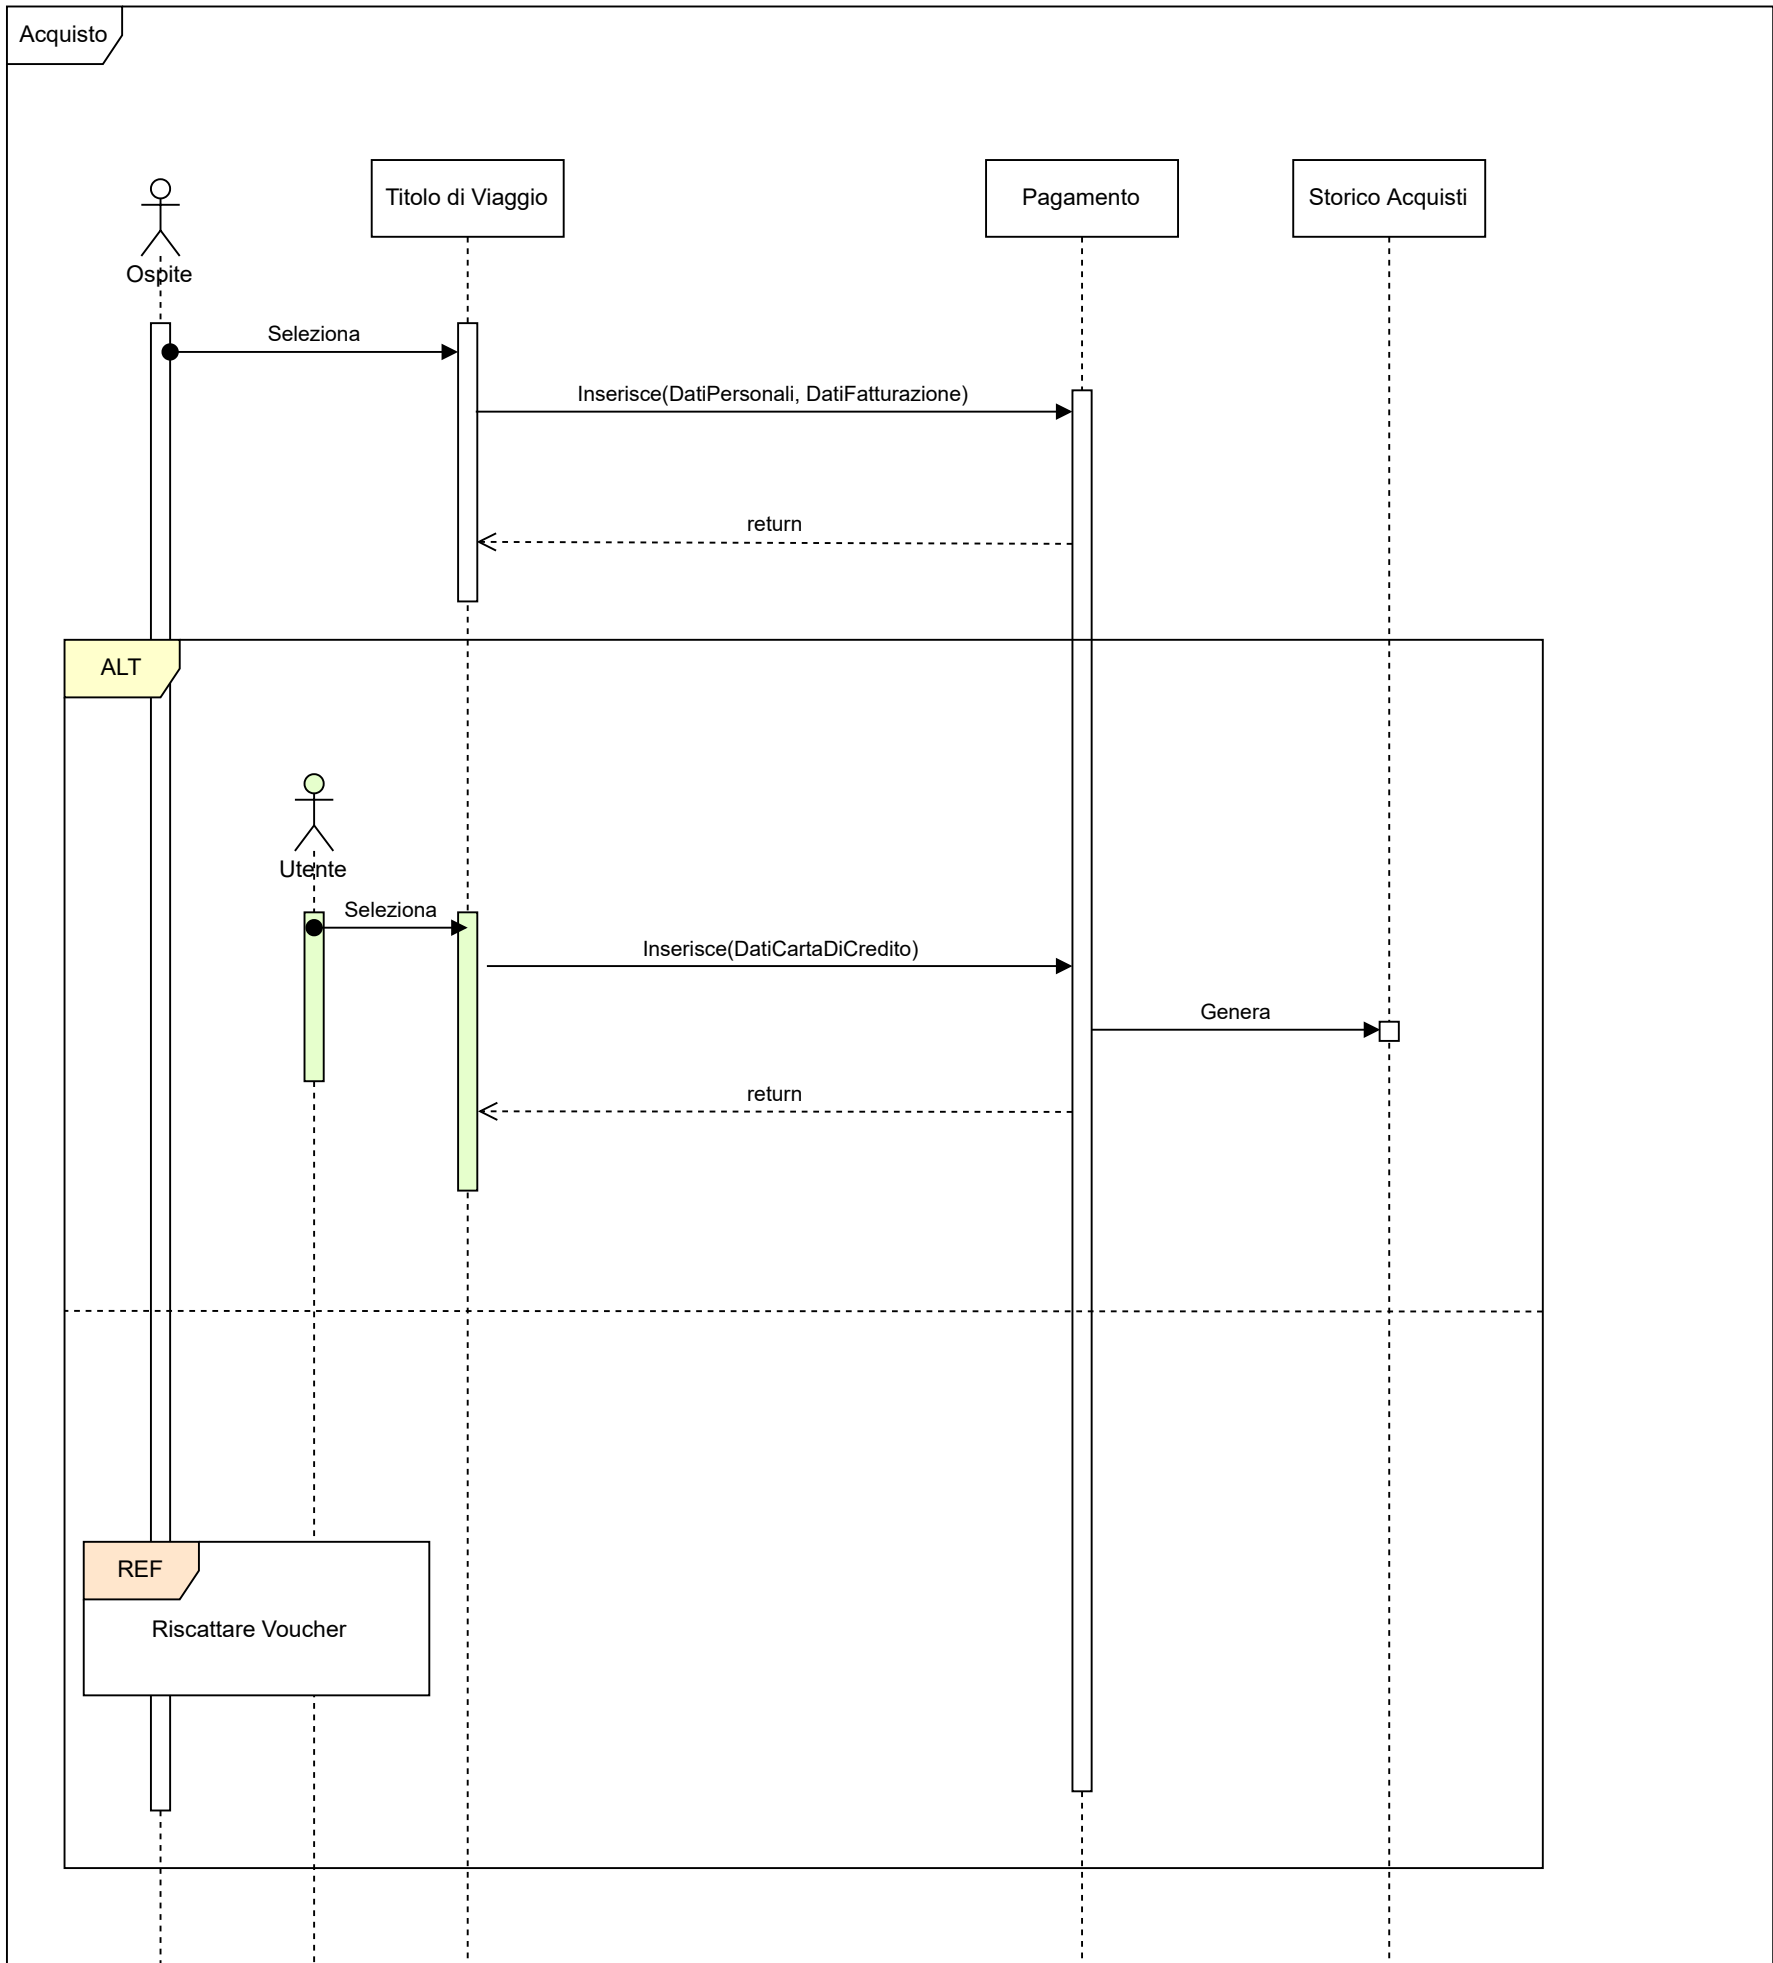 Acquisto
Titolo di Viaggio
Pagamento
Storico Acquisti
Ospite
Seleziona
Inserisce(DatiPersonali, DatiFatturazione)
return
ALT
Utente
Seleziona
Inserisce(DatiCartaDiCredito)
Genera
return
REF
Riscattare Voucher